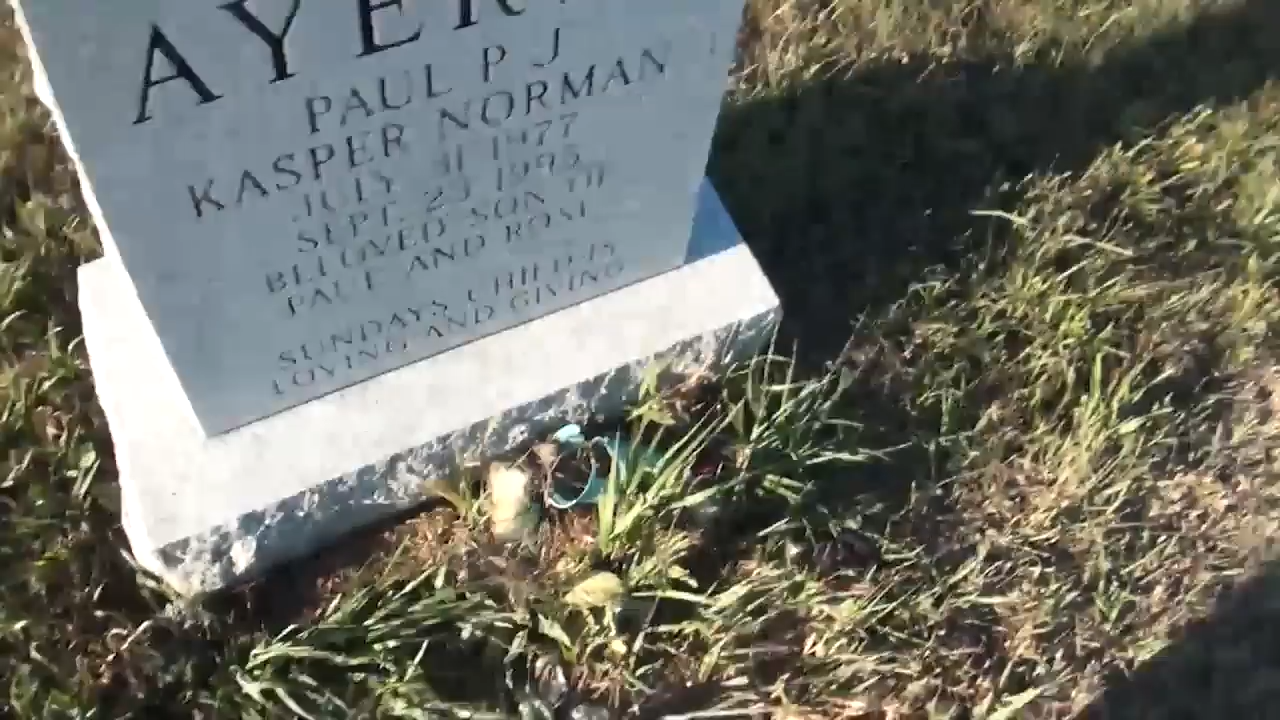 AYER
PAUL P J
KASPER NORMAN
JULY 31 1977
SEPT. 23 1995
BELOVED SON OF
PAUL AND ROSE
SUNDAYS CHILD IS
LOVING AND GIVING